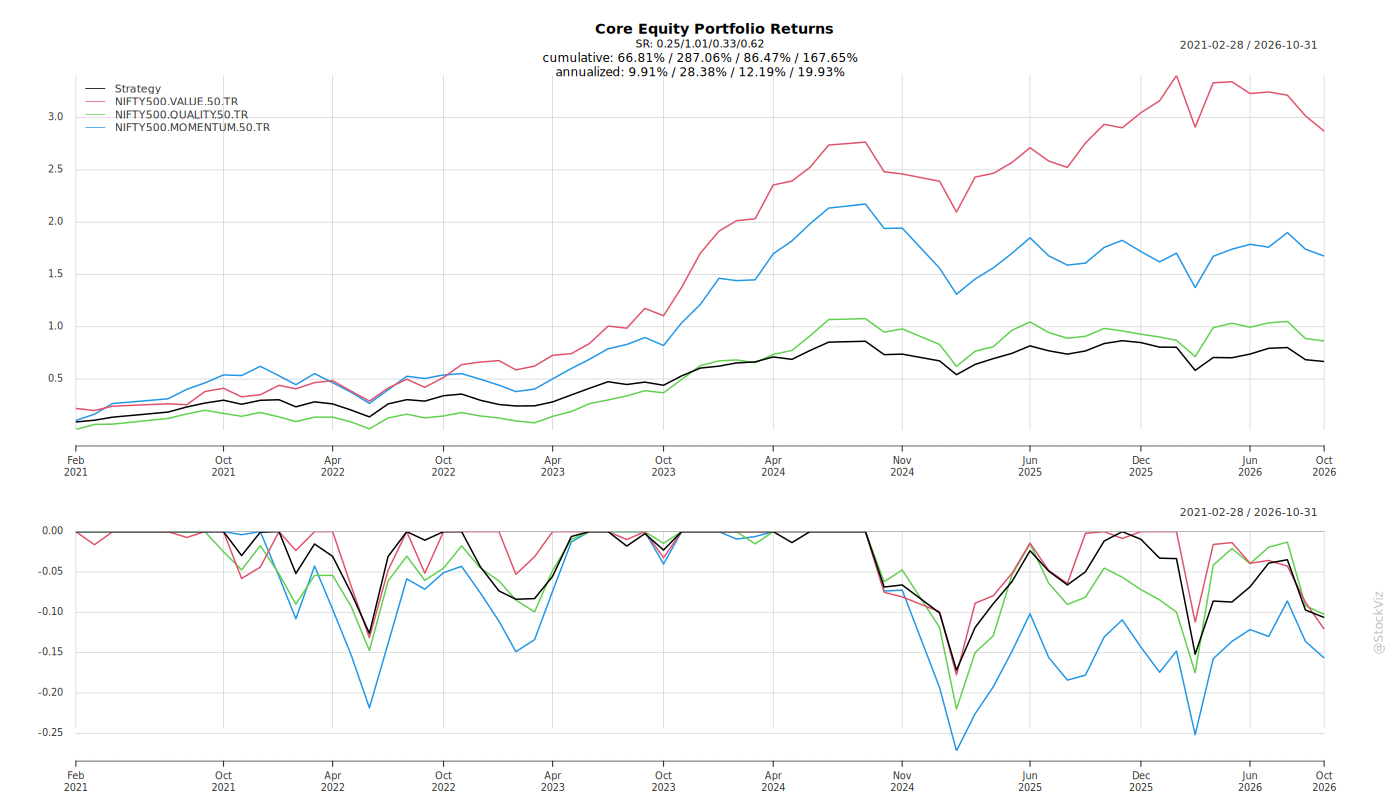 Core Equity Portfolio Returns
SR: 0.25/1.01/0.33/0.62
cumulative: 66.81% / 287.06% / 86.47% / 167.65%
annualized: 9.91% / 28.38% / 12.19% / 19.93%
2021-02-28 / 2026-10-31
Strategy
NIFTY500.VALUE.50.TR
NIFTY500.QUALITY50.TR
NIFTY500.MOMENTUM.50.TR
3.0
2.5
2.0
1.5
1.0
0.5
Feb Oct Apr Oct Apr Oct Apr Nov Jun Dec Jun Oct
2021 2021 2022 2022 2023 2023 2024 2024 2025 2025 2026 2026
2021-02-28 / 2026-10-31
0.00
-0.05
-0.10
-0.15
-0.20
-0.25
Feb Oct Apr Oct Apr Oct Apr Nov Jun Dec Jun Oct
2021 2021 2022 2022 2023 2023 2024 2024 2025 2025 2026 2026
@StockViz